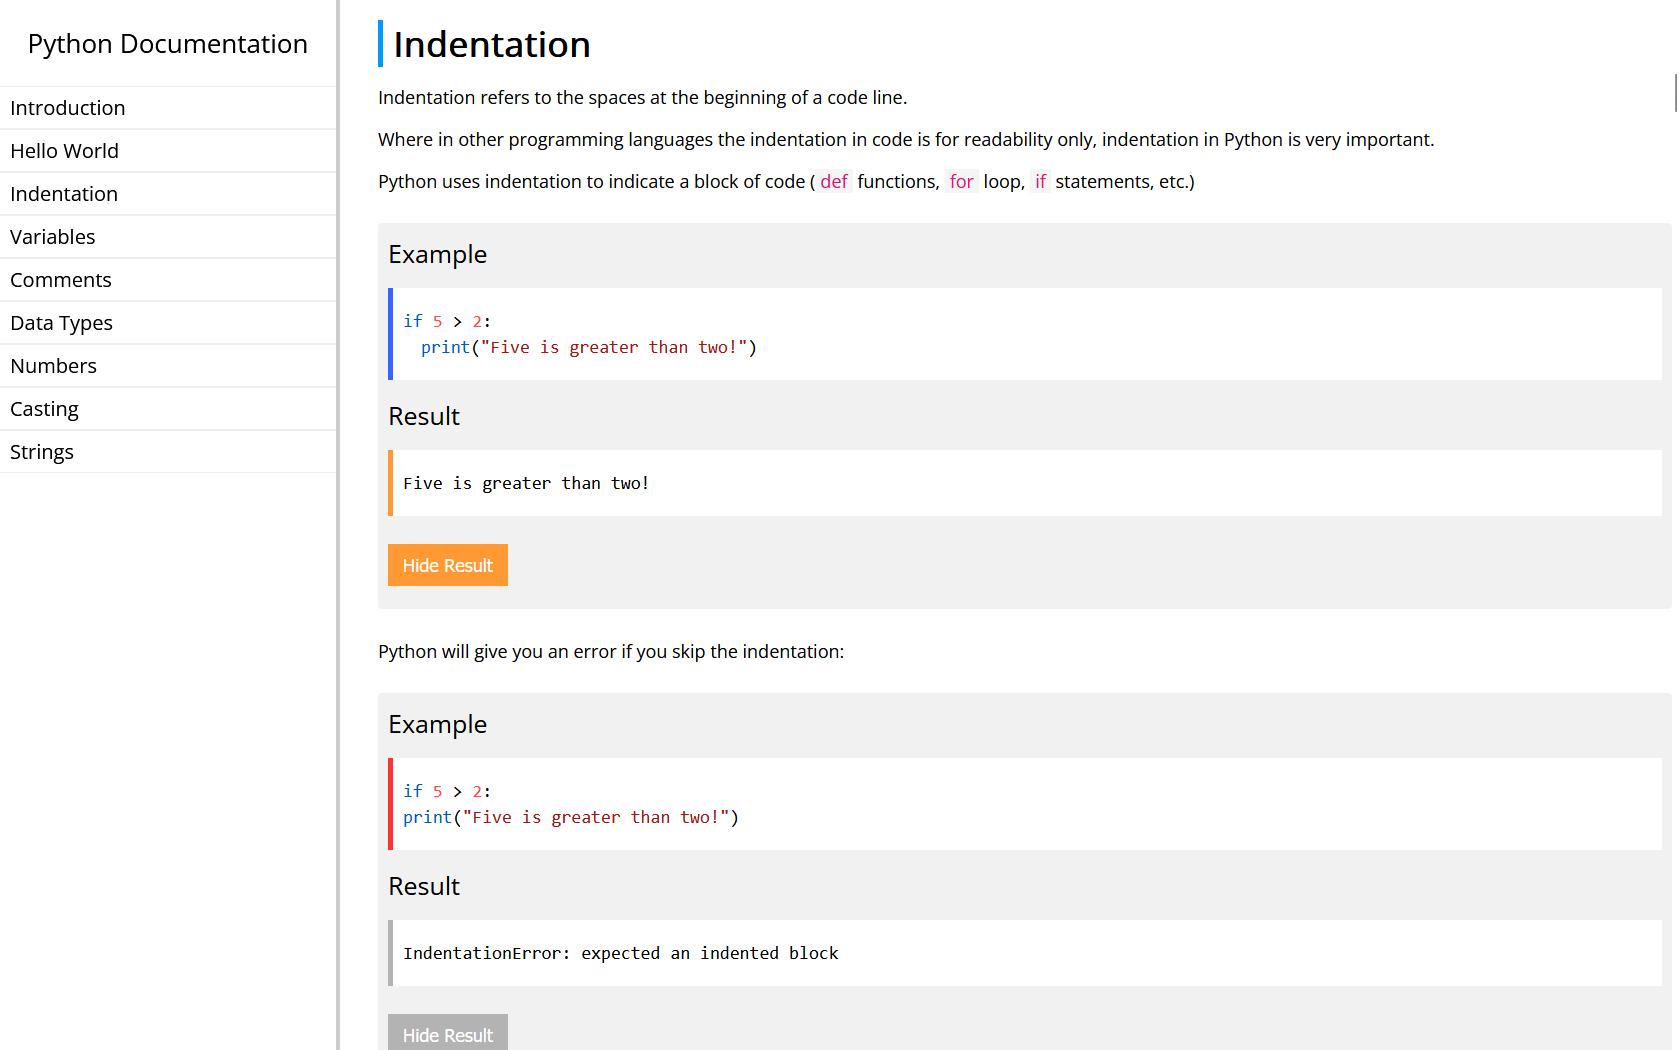 Python Documentation
Introduction
Hello World
Indentation
Variables
Comments
Data Types
Numbers
Casting
Strings
Indentation
Indentation refers to the spaces at the beginning of a code line.
Where in other programming languages the indentation in code is for readability only, indentation in Python is very important.
Python uses indentation to indicate a block of code ( def functions, for loop, if statements, etc.)
Example
if 5 > 2:
  print("Five is greater than two!")
Result
Five is greater than two!
Hide Result
Python will give you an error if you skip the indentation:
Example
if 5 > 2:
print("Five is greater than two!")
Result
IndentationError: expected an indented block
Hide Result